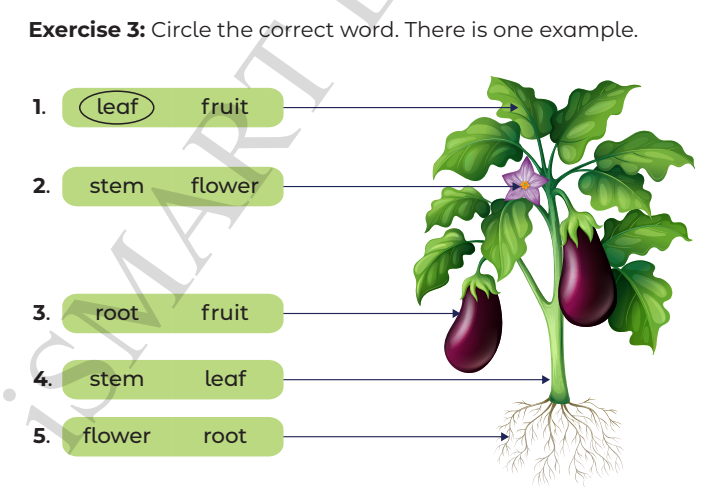 Exercise 3: Circle the correct word. There is one example.
1. leaf fruit
2. stem flower
3. root fruit
4. stem leaf
5. flower root
iSMART